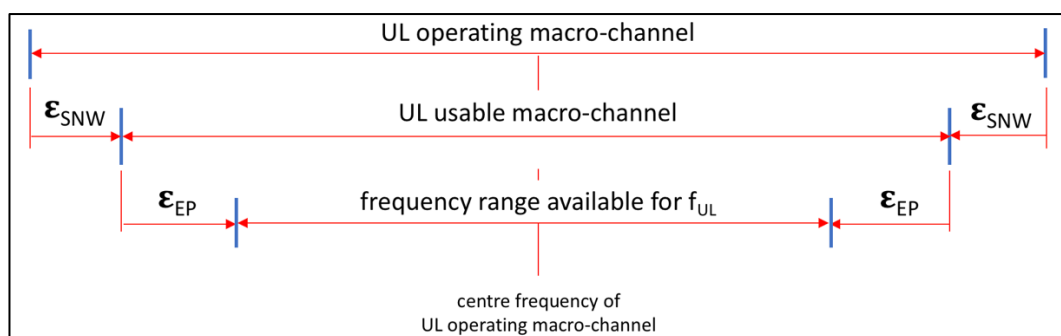 UL operating macro-channel
εSNW
UL usable macro-channel
εSNW
εEP
frequency range available for fUL
εEP
centre frequency of
UL operating macro-channel